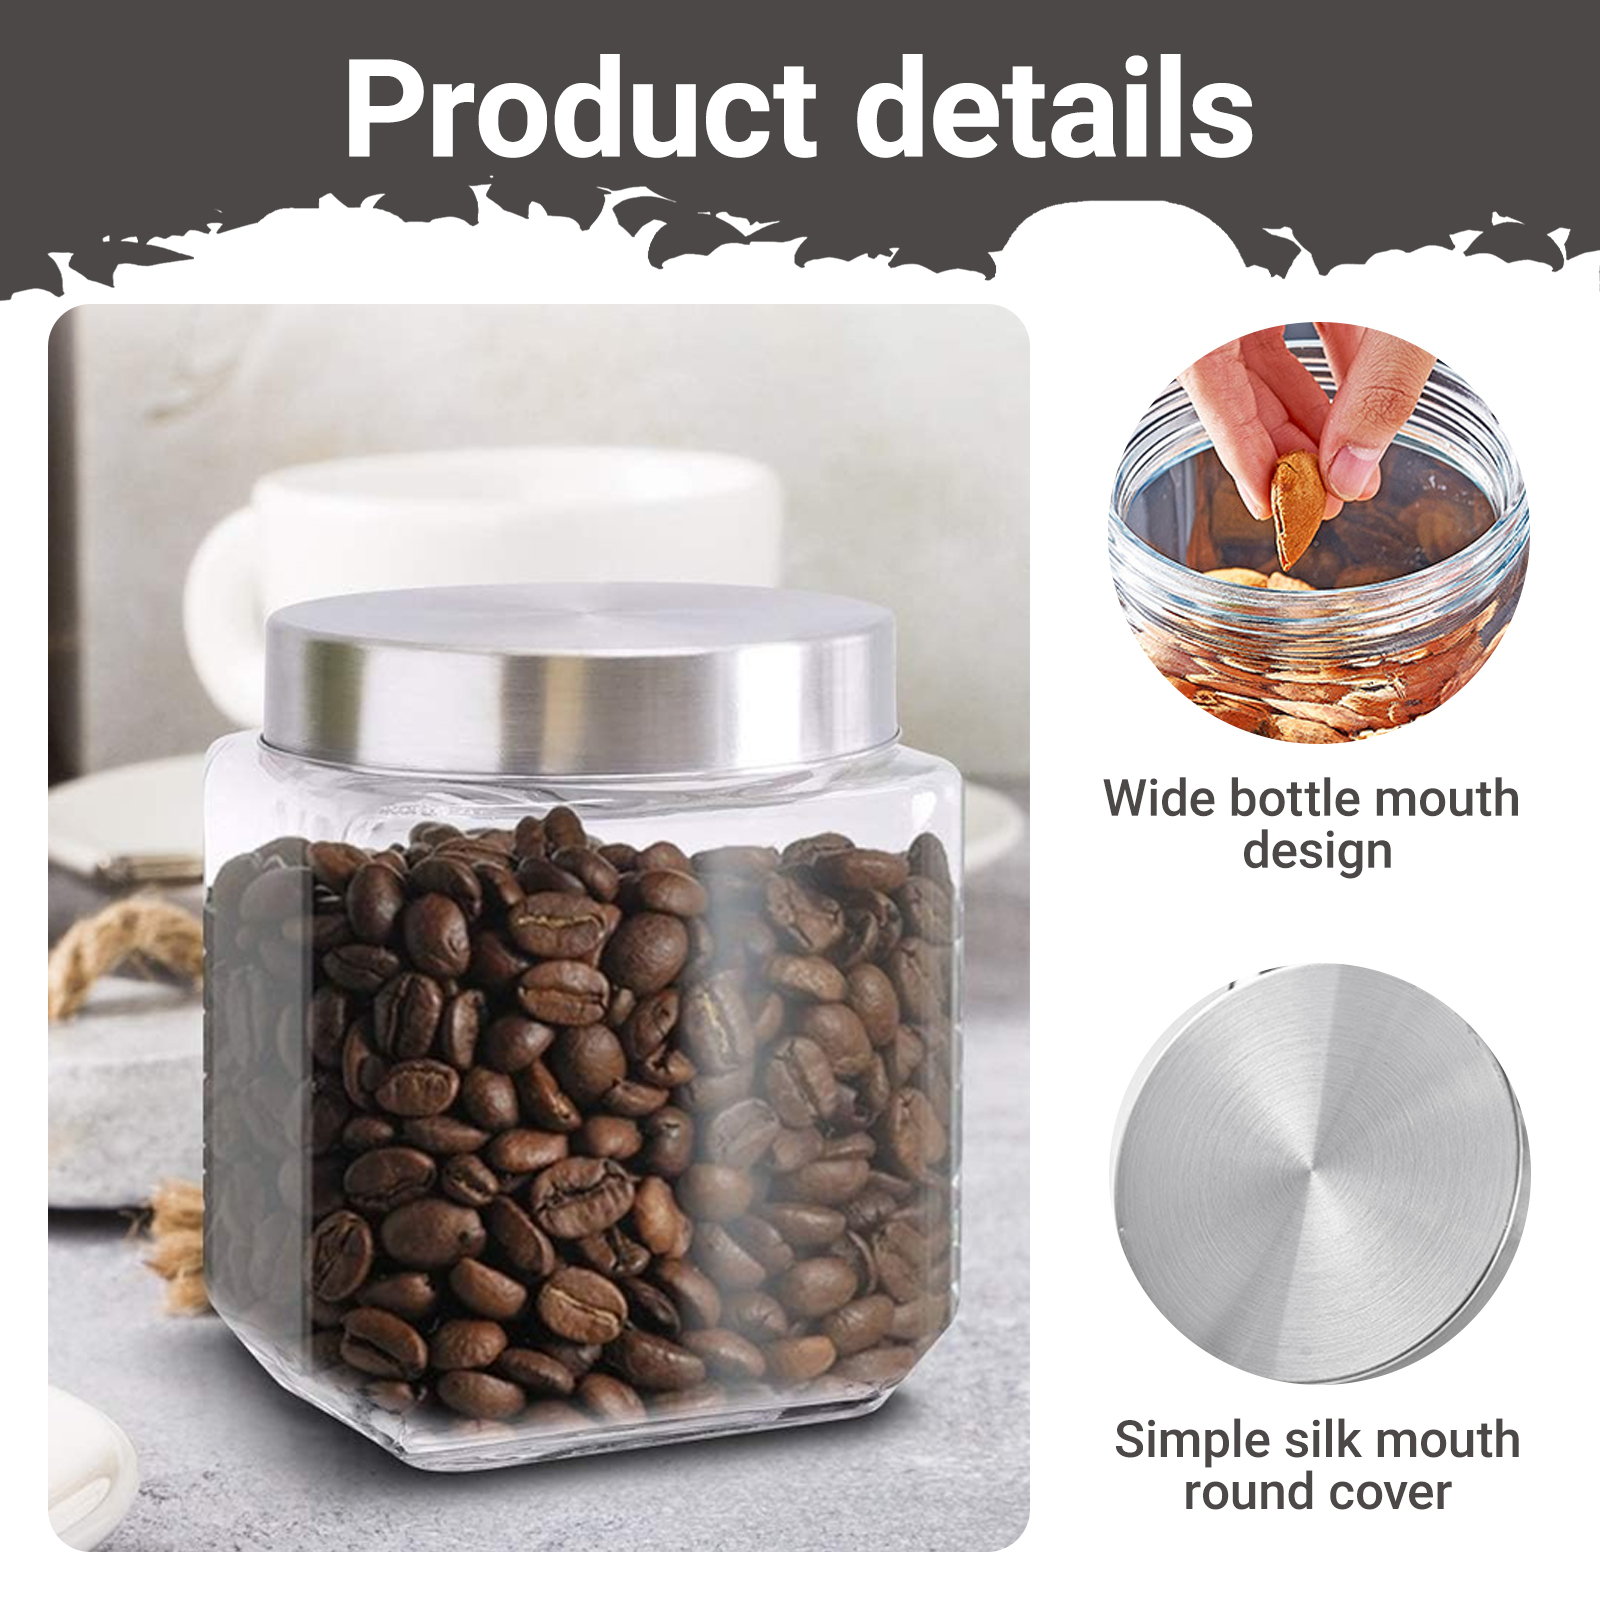 Product details
Wide bottle mouth
design
Simple silk mouth
round cover